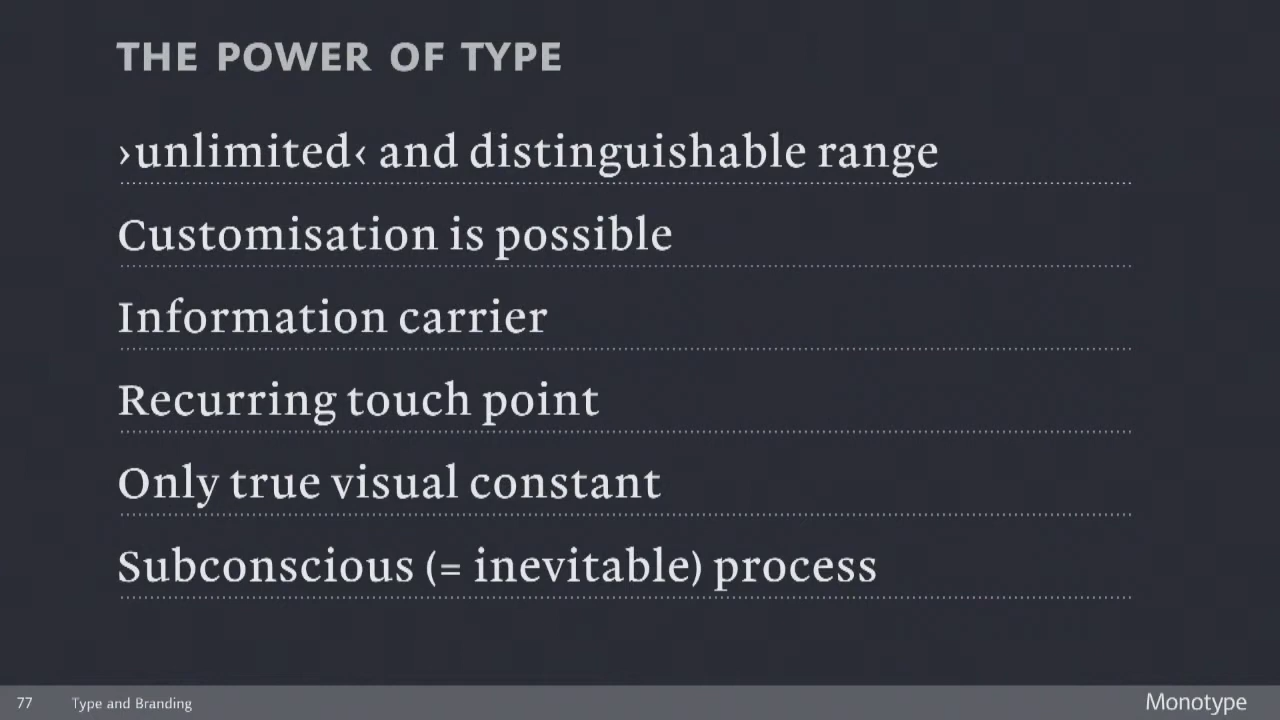 THE POWER OF TYPE
›unlimited‹ and distinguishable range
Customisation is possible
Information carrier
Recurring touch point
Only true visual constant
Subconscious (= inevitable) process
77 Type and Branding Monotype